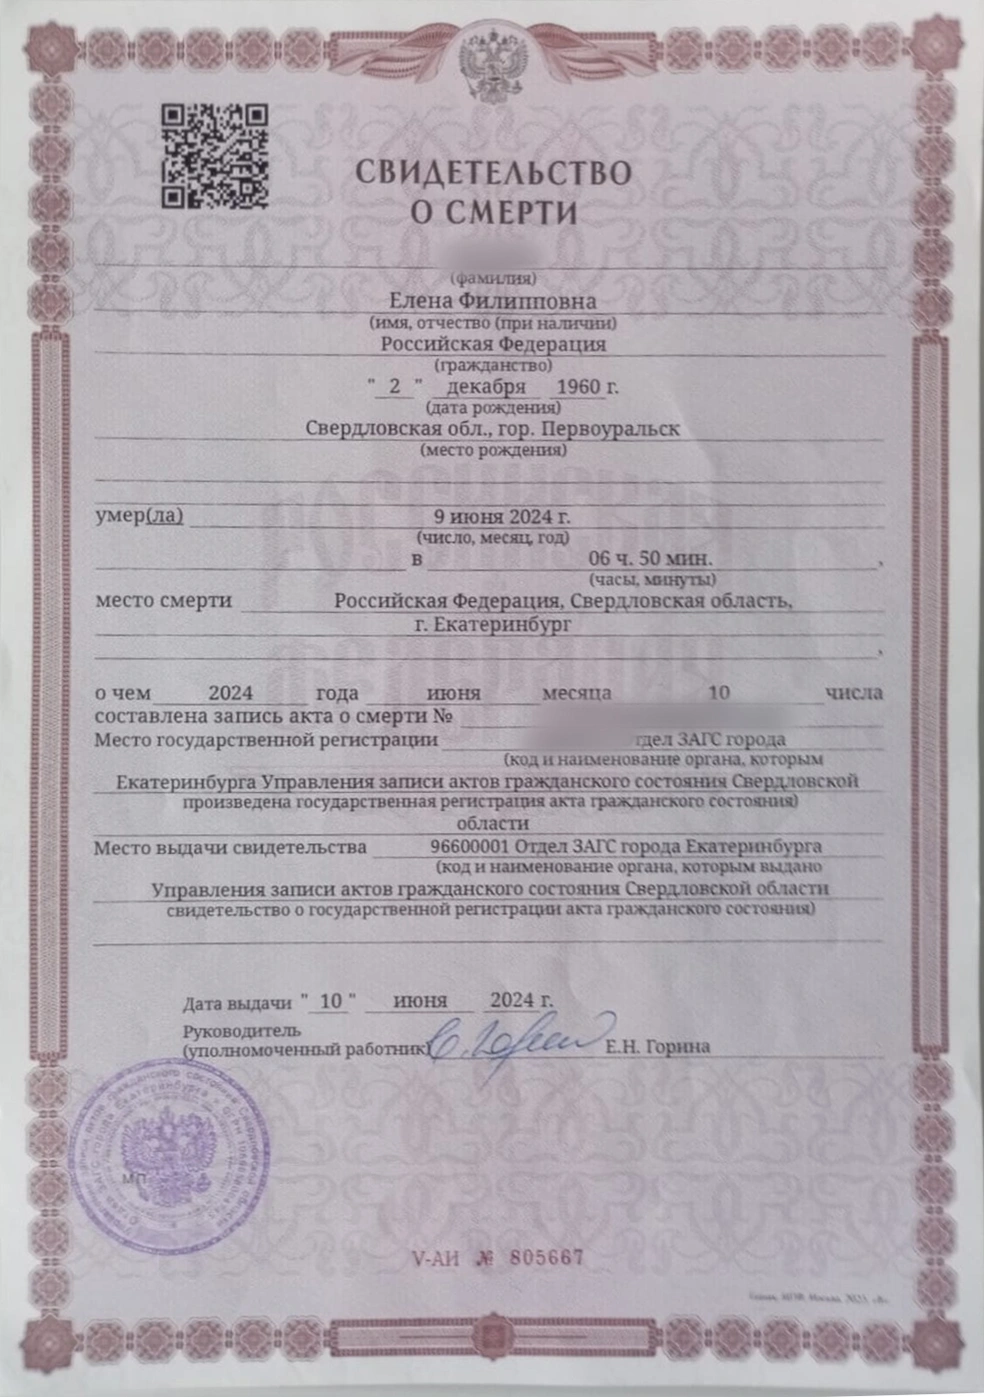 СВИДЕТЕЛЬСТВО
О СМЕРТИ
(фамилия)
Елена Филипповна
(имя, отчество (при наличии)
Российская Федерация
(гражданство)
" 2 " декабря 1960 г.
(дата рождения)
Свердловская обл., гор. Первоуральск
(место рождения)
умер(ла) 9 июня 2024 г.
(число, месяц, год)
в 06 ч. 50 мин. ,
(часы, минуты)
место смерти Российская Федерация, Свердловская область,
г. Екатеринбург
,
о чем 2024 года июня месяца 10 числа
составлена запись акта о смерти №
Место государственной регистрации тдел ЗАГС города
(код и наименование органа, которым
Екатеринбурга Управления записи актов гражданского состояния Свердловской
произведена государственная регистрация акта гражданского состояния)
области
Место выдачи свидетельства 96600001 Отдел ЗАГС города Екатеринбурга
(код и наименование органа, которым выдано
Управления записи актов гражданского состояния Свердловской области
свидетельство о государственной регистрации акта гражданского состояния)
Дата выдачи " 10 " июня 2024 г.
Руководитель
(уполномоченный работник) Е.Н. Горина
МП
V-АИ № 805667